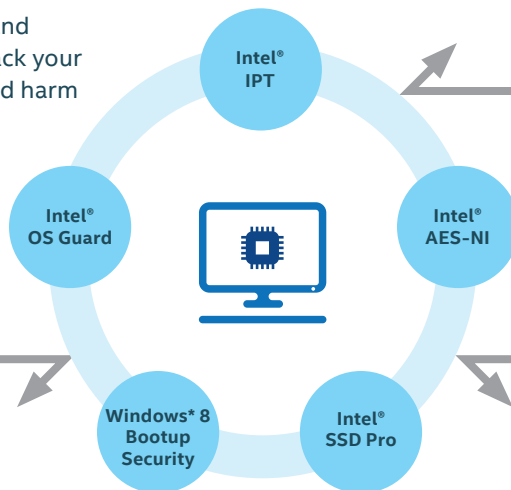 nd
ck your
d harm
Intel®
IPT
Intel®
OS Guard
Intel®
AES-NI
Windows* 8
Bootup
Security
Intel®
SSD Pro